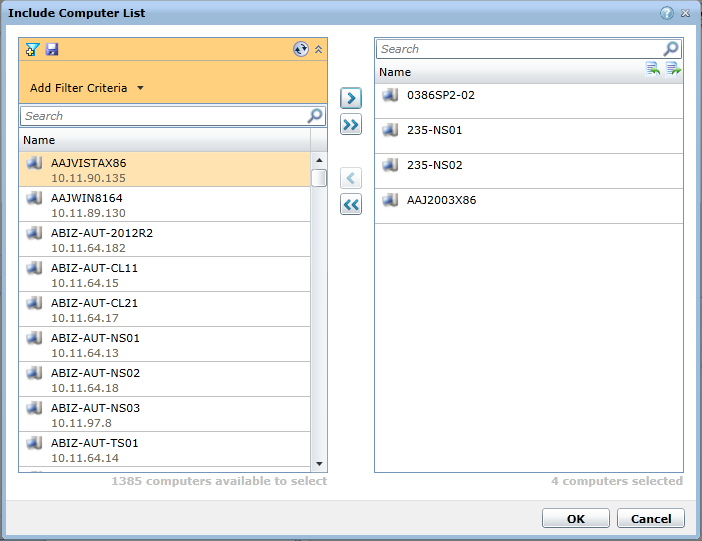 Include Computer List
Add Filter Criteria
Search
Name
AAJVISTAX86
10.11.90.135
AAJWIN8164
10.11.89.130
ABIZ-AUT-2012R2
10.11.64.182
ABIZ-AUT-CL11
10.11.64.15
ABIZ-AUT-CL21
10.11.64.17
ABIZ-AUT-NS01
10.11.64.13
ABIZ-AUT-NS02
10.11.64.18
ABIZ-AUT-NS03
10.11.97.8
ABIZ-AUT-TS01
10.11.64.14
1385 computers available to select
Search
Name
0386SP2-02
235-NS01
235-NS02
AAJ2003X86
4 computers selected
OK
Cancel